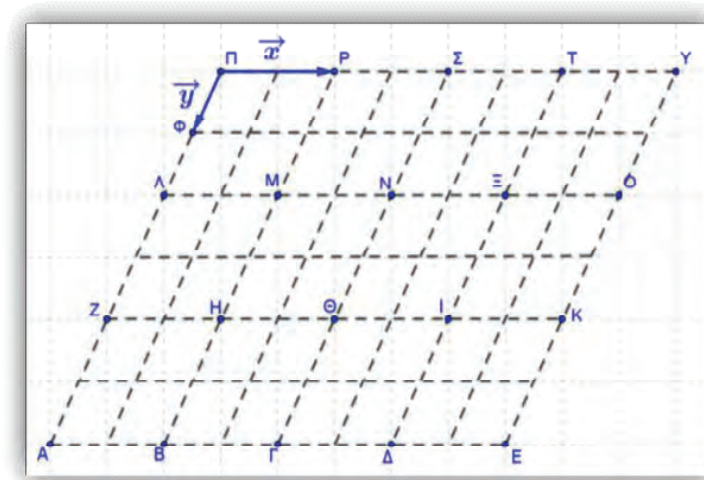 Π x Ρ Σ Τ Υ
y
Φ
Λ Μ Ν Ξ Ο
Ζ Η Θ Ι Κ
Α Β Γ Δ Ε